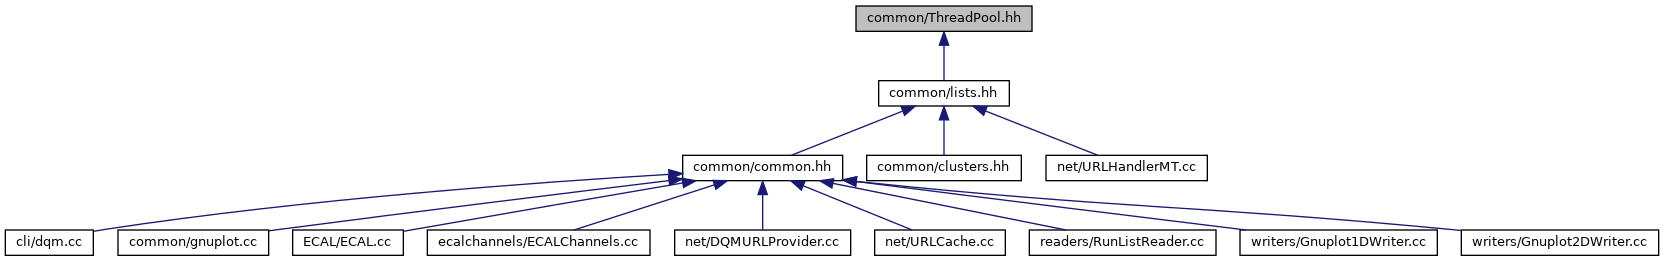 common/ThreadPool.hh
common/lists.hh
common/common.hh
common/clusters.hh
net/URLHandlerMT.cc
cli/dqm.cc
common/gnuplot.cc
ECAL/ECAL.cc
ecalchannels/ECALChannels.cc
net/DQMURLProvider.cc
net/URLCache.cc
readers/RunListReader.cc
writers/Gnuplot1DWriter.cc
writers/Gnuplot2DWriter.cc